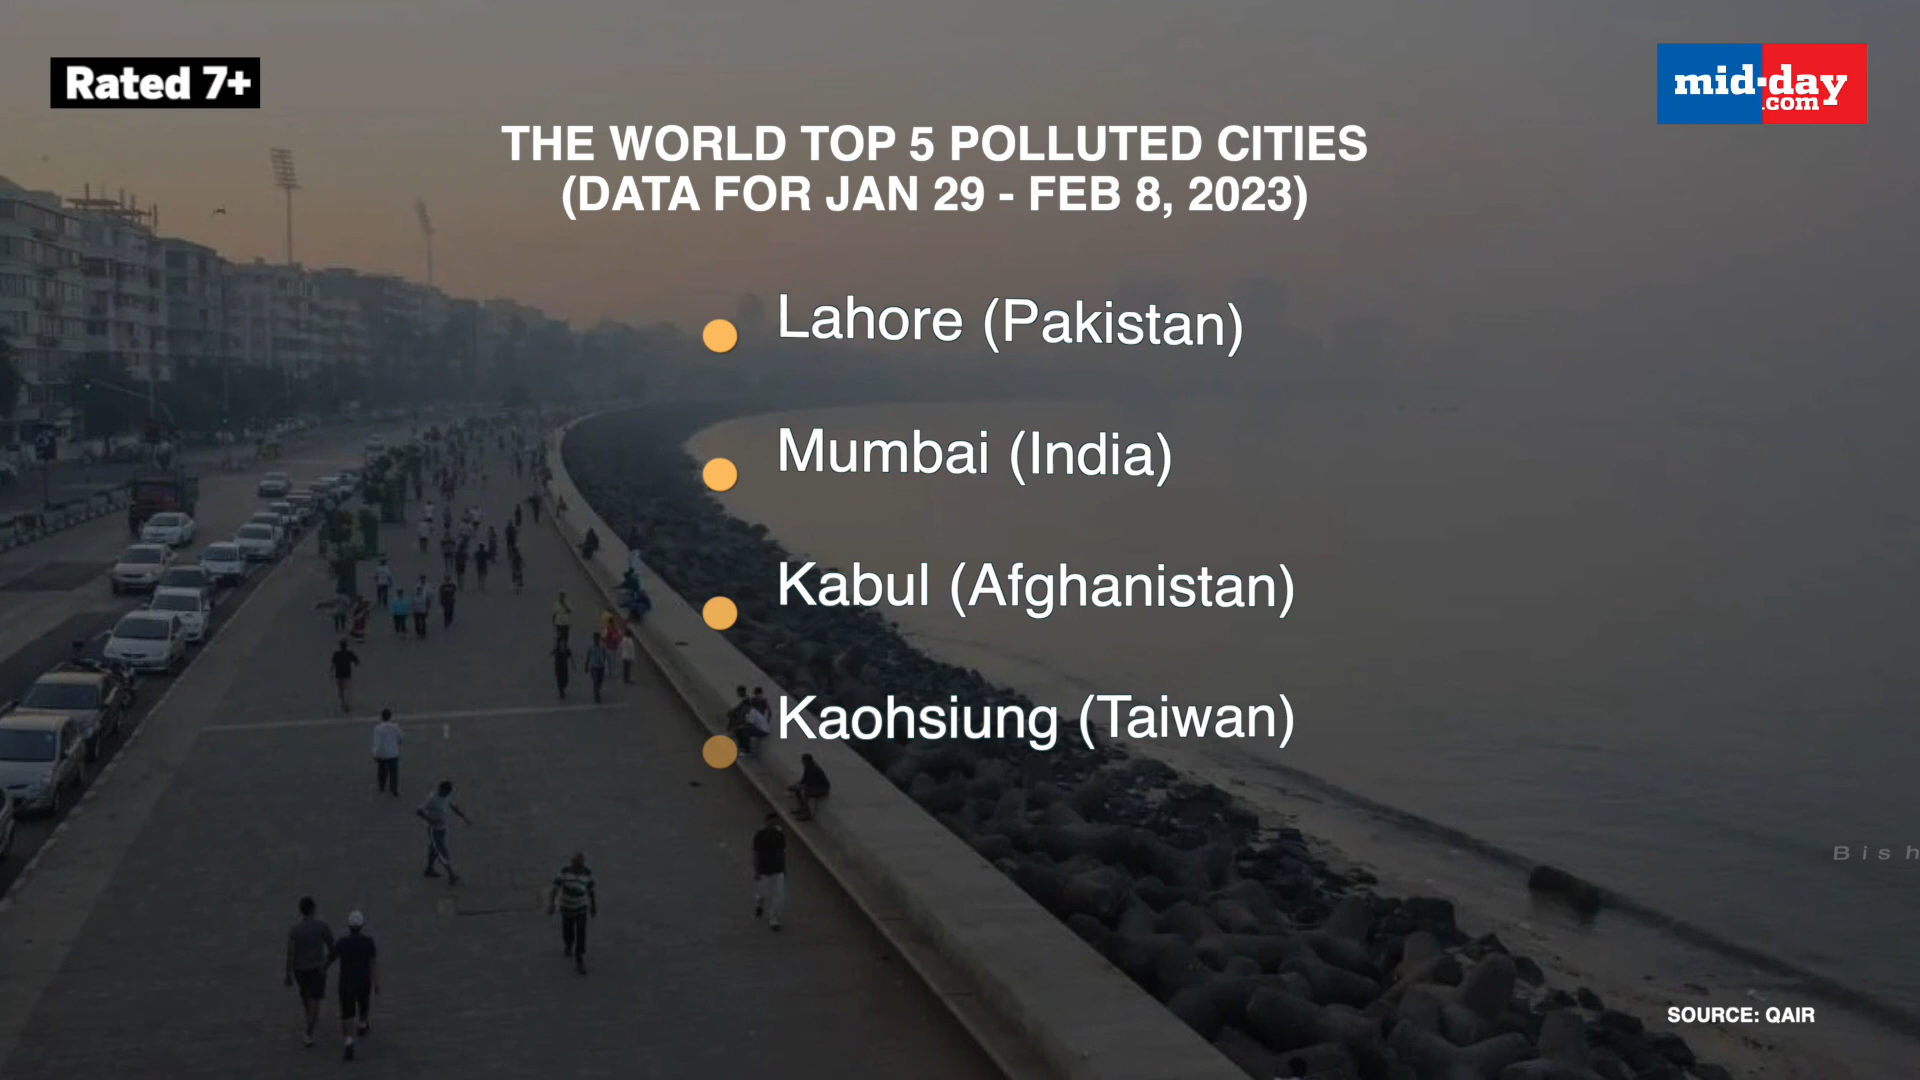 Rated 7+
mid-day
.com
THE WORLD TOP 5 POLLUTED CITIES
(DATA FOR JAN 29 - FEB 8, 2023)
Lahore (Pakistan)
Mumbai (India)
Kabul (Afghanistan)
Kaohsiung (Taiwan)
Bish
SOURCE: QAIR